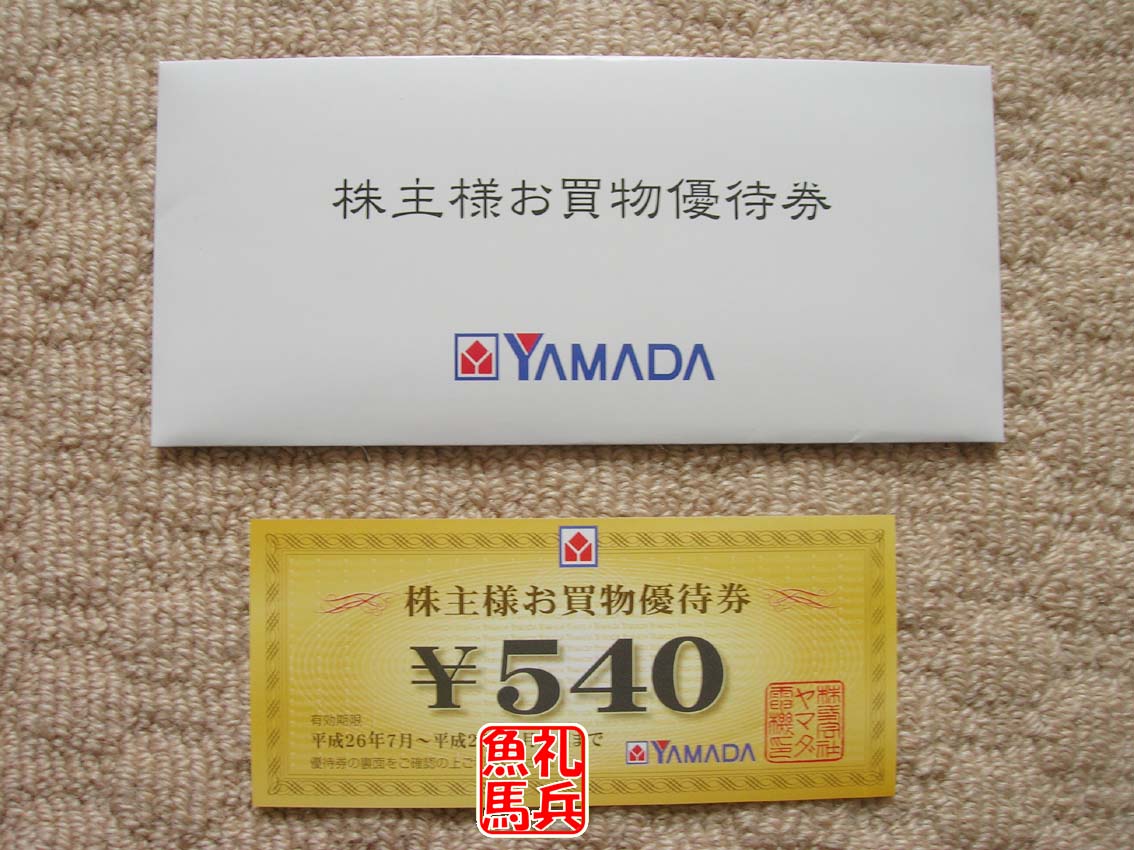 株主様お買物優待券
YAMADA
株主様お買物優待券
¥540
有効期限
平成26年7月～平成2 で
優待券の裏面をご確認の上ご
YAMADA
株式会社
ヤマダ
電機
礼兵
魚馬